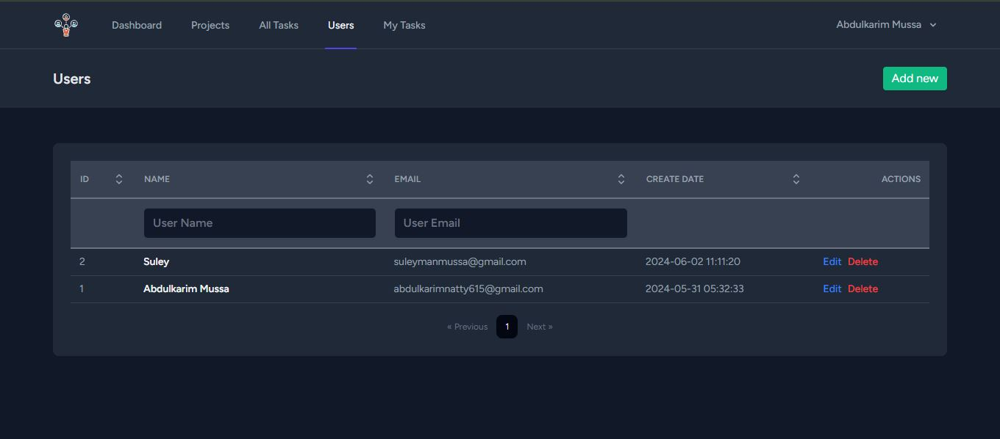 Dashboard Projects All Tasks Users My Tasks Abdulkarim Mussa
Users Add new
ID NAME EMAIL CREATE DATE ACTIONS
User Name User Email
2 Suley suleymanmussa@gmail.com 2024-06-02 11:11:20 Edit Delete
1 Abdulkarim Mussa abdulkarimnatty615@gmail.com 2024-05-31 05:32:33 Edit Delete
« Previous 1 Next »